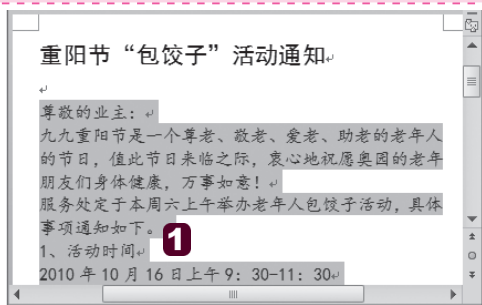 重阳节“包饺子”活动通知
尊敬的业主：
九九重阳节是一个尊老、敬老、爱老、助老的老年人
的节日，值此节日来临之际，衷心地祝愿奥园的老年
朋友们身体健康，万事如意！
服务处定于本周六上午举办老年人包饺子活动，具体
事项通知如下。
1、活动时间
2010 年 10 月 16 日上午 9：30-11：30
1